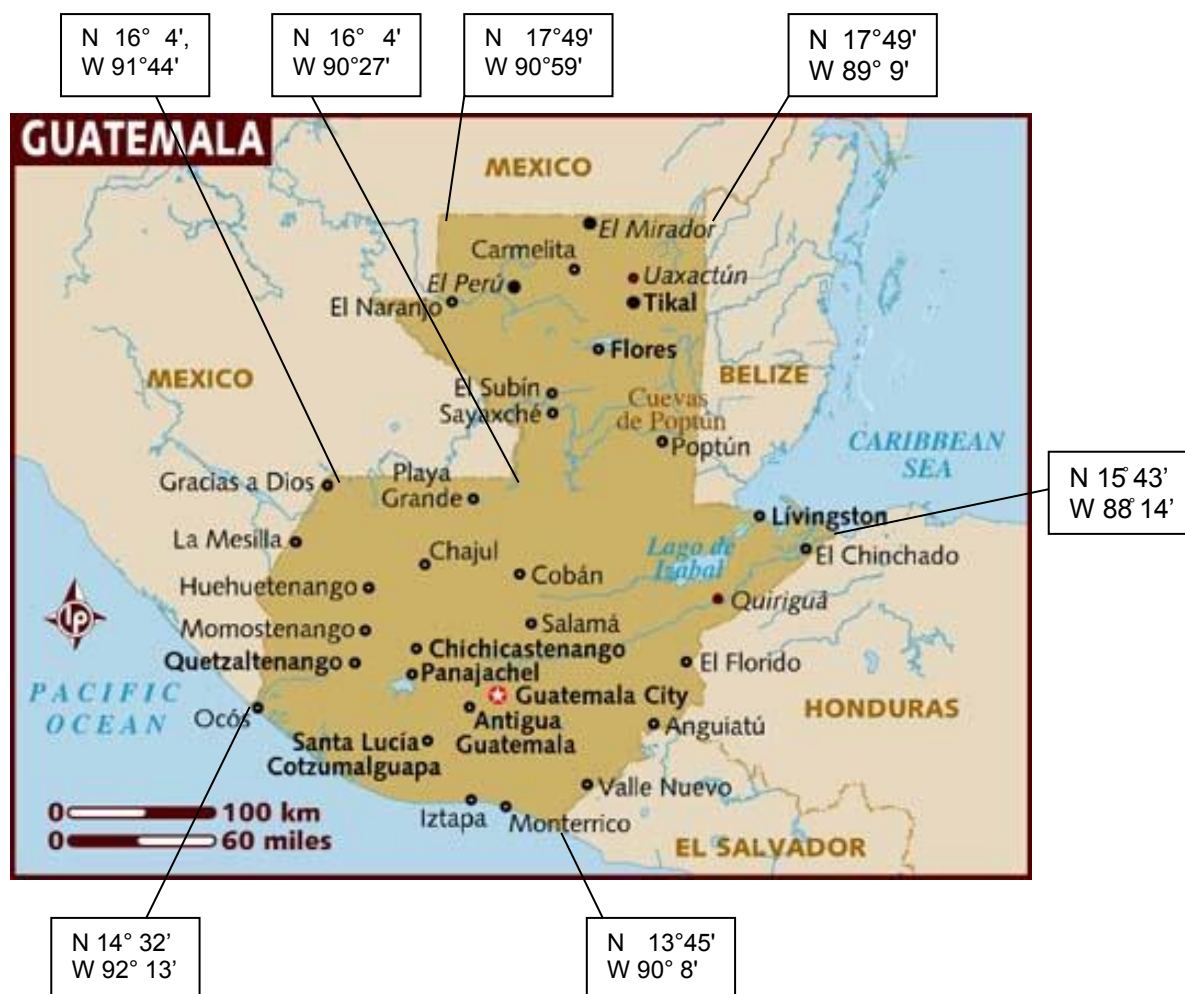 N 16° 4',
W 91°44'
N 16° 4'
W 90°27'
N 17°49'
W 90°59'
N 17°49'
W 89° 9'
GUATEMALA
MEXICO
El Mirador
Carmelita
Uaxactún
El Perú
El Naranjo
Tikal
Flores
MEXICO
BELIZE
El Subín
Sayaxché
Cuevas
de Poptún
Poptún
CARIBBEAN
SEA
N 15° 43’
W 88° 14’
Gracias a Dios
Playa
Grande
Lívingston
La Mesilla
Chajul
Lago de
Izabal
El Chinchado
Huehuetenango
Cobán
Quiriguá
lp
Momostenango
Salamá
Chichicastenango
Quetzaltenango
Panajachel
El Florido
PACIFIC
OCEAN
Guatemala City
HONDURAS
Ocós
Antigua
Guatemala
Anguiatú
Santa Lucía
Cotzumalguapa
Valle Nuevo
0 100 km
Iztapa
Monterrico
0 60 miles
EL SALVADOR
N 14° 32’
W 92° 13’
N 13°45'
W 90° 8'